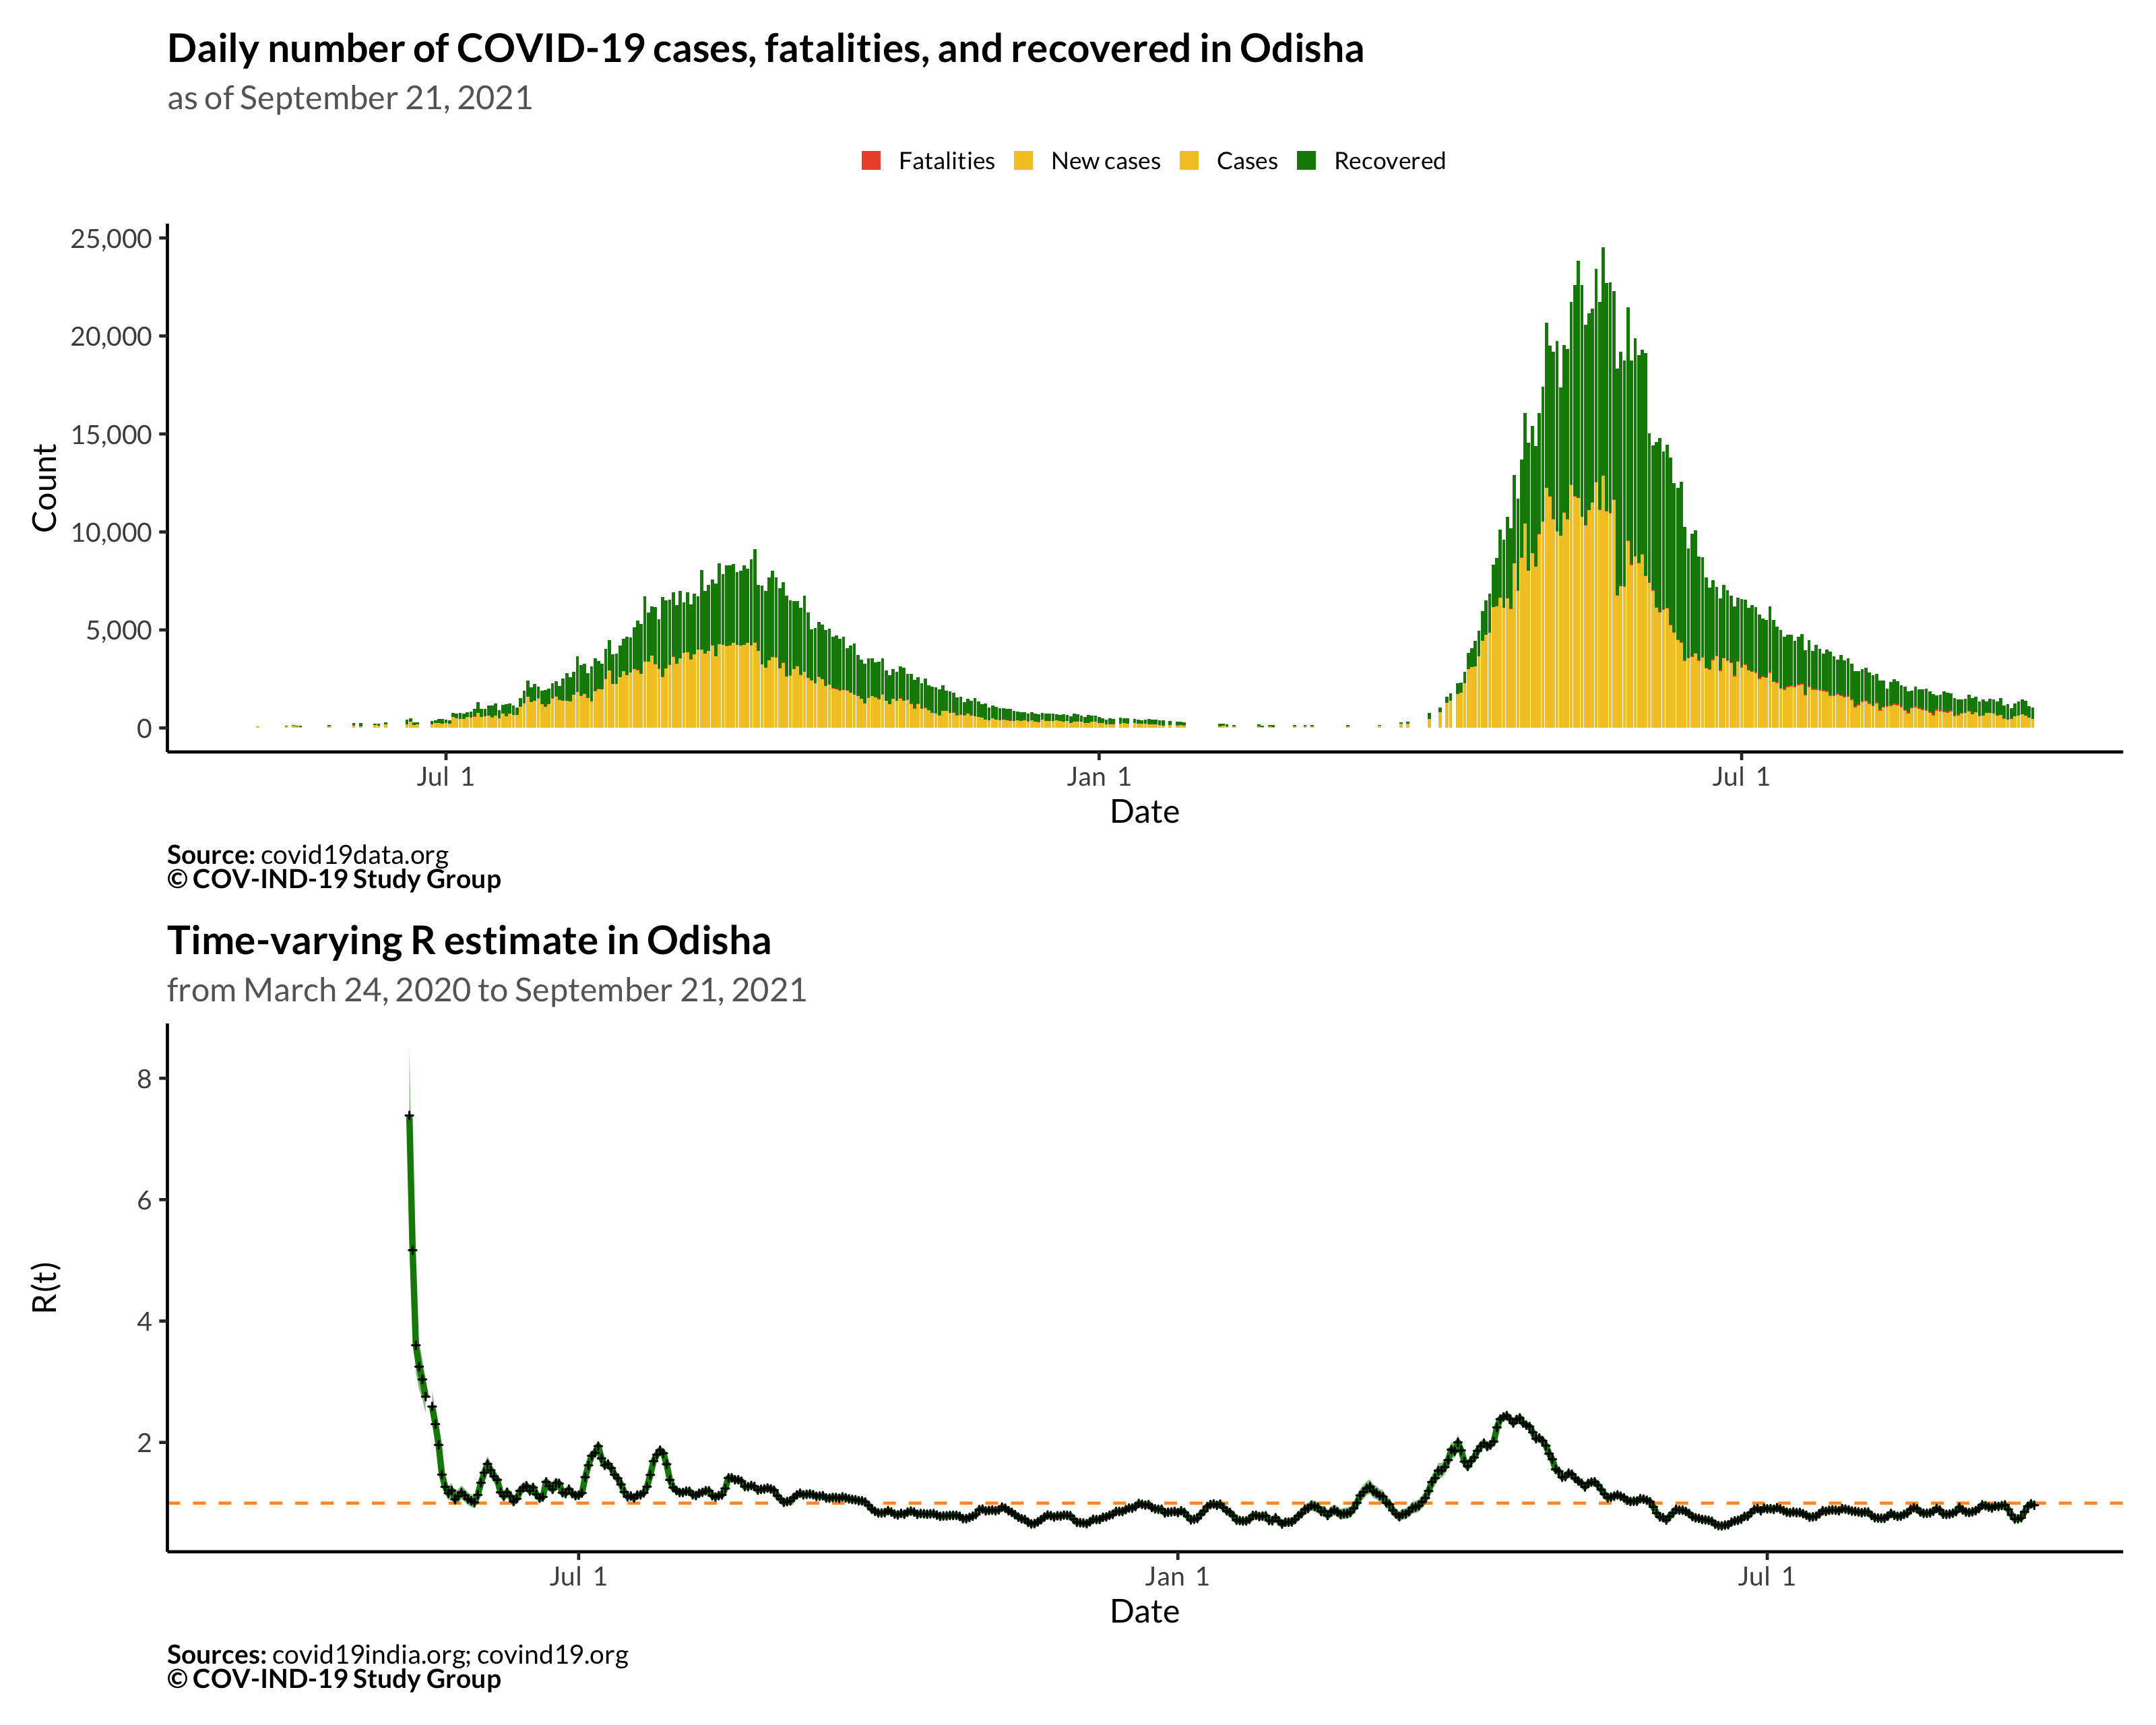 Daily number of COVID-19 cases, fatalities, and recovered in Odisha
as of September 21, 2021
Fatalities New cases Cases Recovered
25,000
20,000
15,000
10,000
5,000
0
Count
Jul 1 Jan 1 Jul 1
Date
Source: covid19data.org
© COV-IND-19 Study Group
Time-varying R estimate in Odisha
from March 24, 2020 to September 21, 2021
8
6
4
2
R(t)
Jul 1 Jan 1 Jul 1
Date
Sources: covid19india.org; covind19.org
© COV-IND-19 Study Group